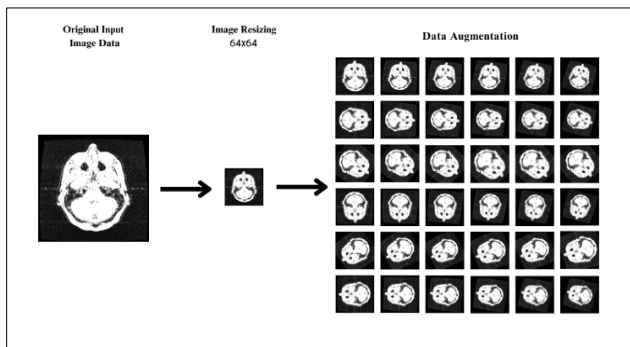 Original Input
Image Data
Image Resizing
64x64
Data Augmentation